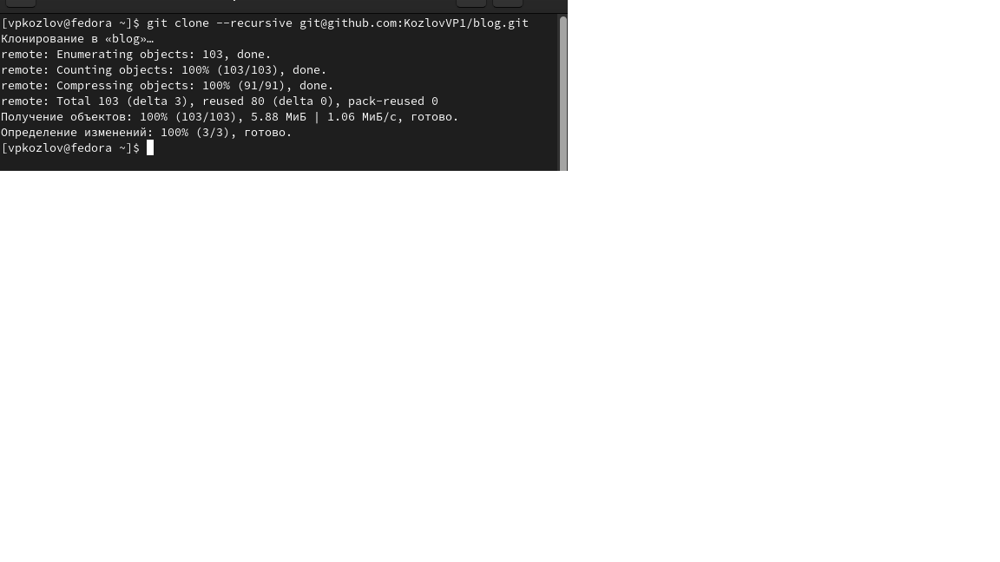 [vpkozlov@fedora ~]$ git clone --recursive git@github.com:KozlovVP1/blog.git
Клонирование в «blog»…
remote: Enumerating objects: 103, done.
remote: Counting objects: 100% (103/103), done.
remote: Compressing objects: 100% (91/91), done.
remote: Total 103 (delta 3), reused 80 (delta 0), pack-reused 0
Получение объектов: 100% (103/103), 5.88 МиБ | 1.06 МиБ/с, готово.
Определение изменений: 100% (3/3), готово.
[vpkozlov@fedora ~]$